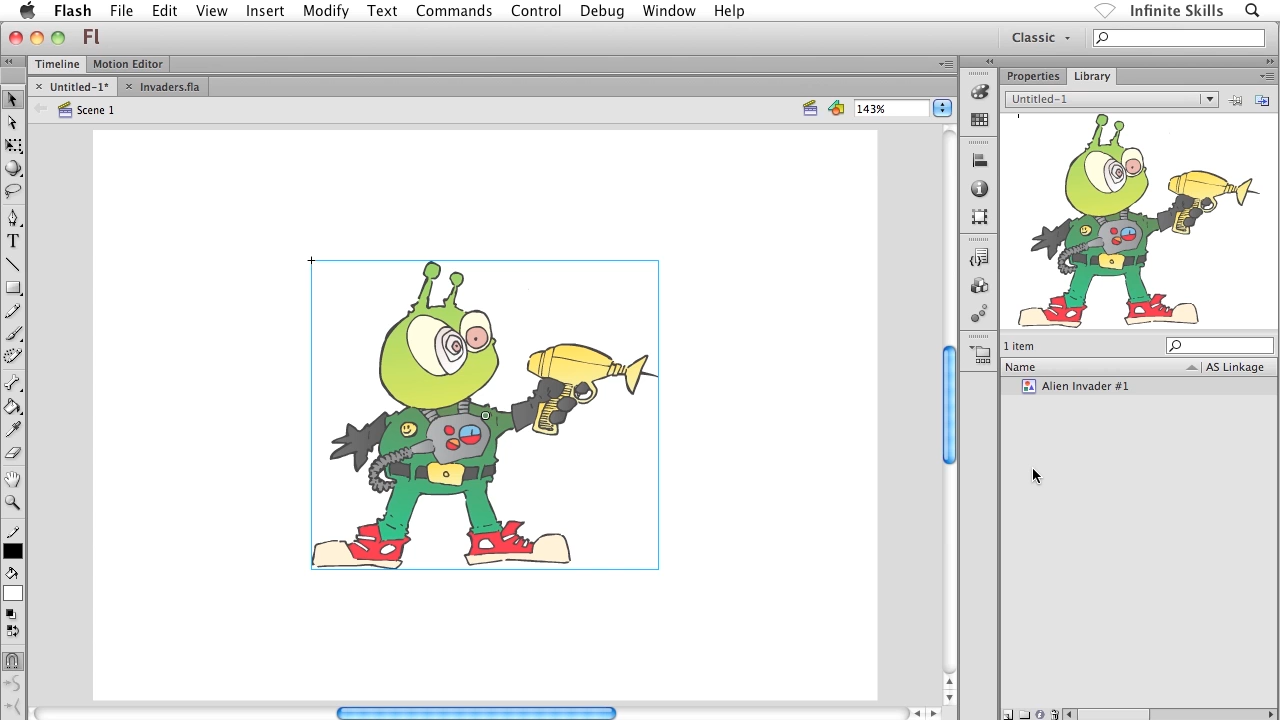 Flash File Edit View Insert Modify Text Commands Control Debug Window Help Infinite Skills
Fl Classic
Timeline Motion Editor
Untitled-1* Invaders.fla
Scene 1 143%
Properties Library
Untitled-1
1 item
Name AS Linkage
Alien Invader #1
T